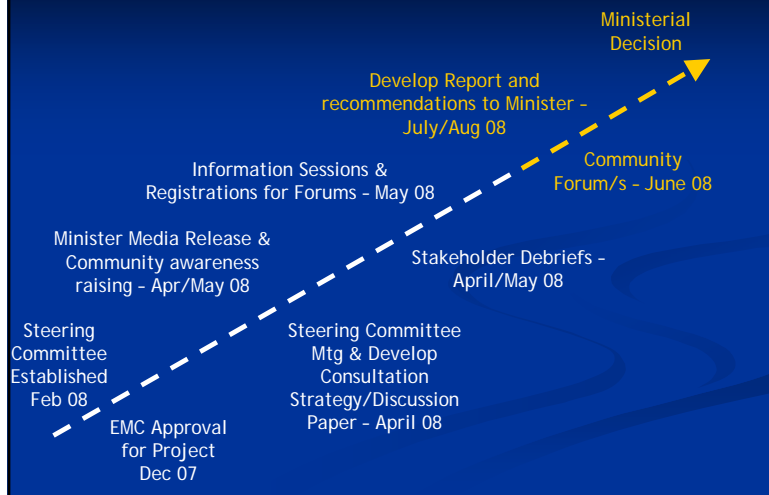 Ministerial
Decision
Develop Report and
recommendations to Minister –
July/Aug 08
Community
Forum/s – June 08
Information Sessions &
Registrations for Forums – May 08
Minister Media Release &
Community awareness
raising – Apr/May 08
Stakeholder Debriefs –
April/May 08
Steering
Committee
Established
Feb 08
Steering Committee
Mtg & Develop
Consultation
Strategy/Discussion
Paper – April 08
EMC Approval
for Project
Dec 07